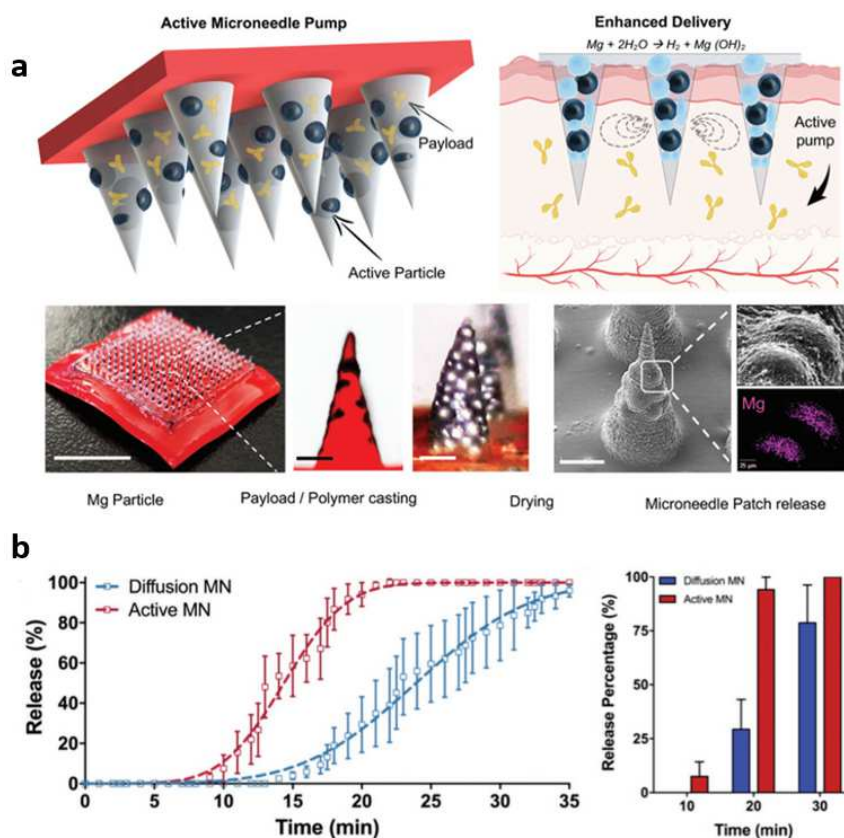 Active Microneedle Pump
Enhanced Delivery
Mg + 2H₂O → H₂ + Mg (OH)₂
a
Payload
Active Particle
Active
pump
Mg
25 μm
Mg Particle
Payload / Polymer casting
Drying
Microneedle Patch release
b
Release (%)
100
80
60
40
20
0
Diffusion MN
Active MN
0 5 10 15 20 25 30 35
Time (min)
Release Percentage (%)
100
75
50
25
0
Diffusion MN
Active MN
10 20 30
Time (min)